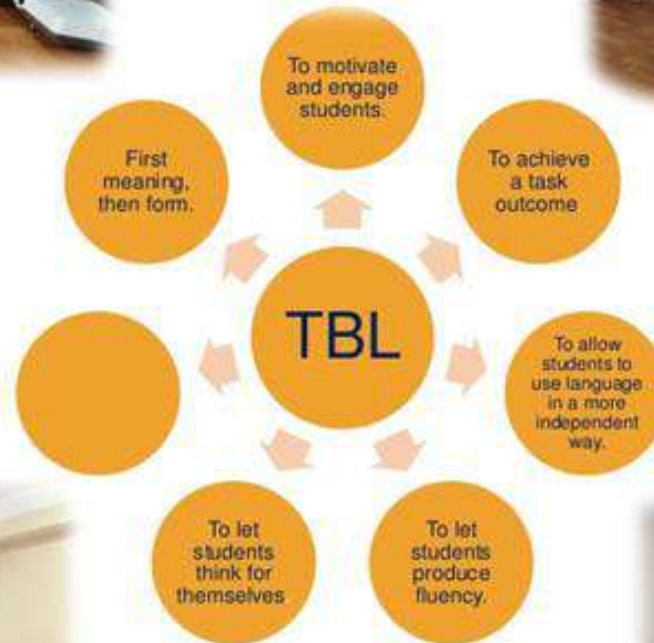 To motivate
and engage
students.
To achieve
a task
outcome
To allow
students to
use language
in a more
independent
way.
To let
students
produce
fluency.
To let
students
think for
themselves
First
meaning,
then form.
TBL